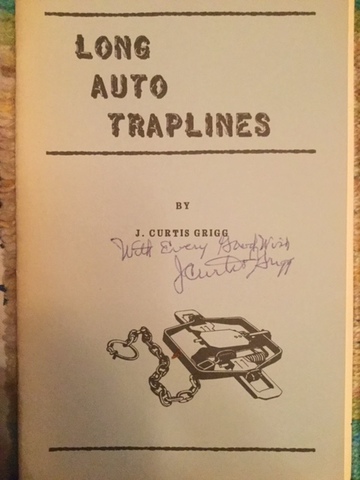 LONG
AUTO
TRAPLINES
BY
J. CURTIS GRIGG
With Every Good Wish
J Curtis Grigg